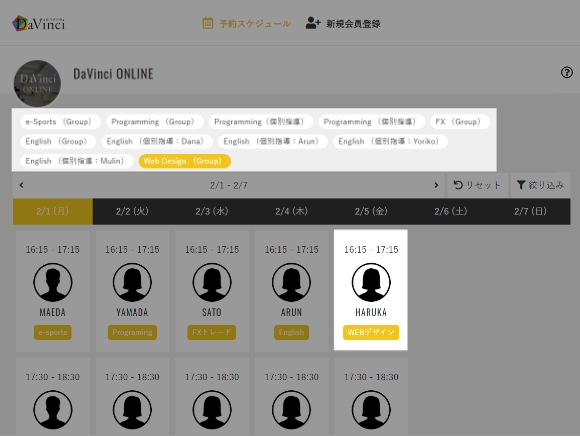 DaVinci
予約スケジュール
新規会員登録
DaVinci
ONLINE
DaVinci ONLINE
e-Sports （Group）
Programming （Group）
Programming（個別指導）
Programming （個別指導）
FX （Group）
English （Group）
English （個別指導：Dana）
English （個別指導：Arun）
English （個別指導：Yoriko）
English （個別指導：Mulin）
Web Design （Group）
2/1 - 2/7
リセット
絞り込み
2/1 (月)
2/2 (火)
2/3 (水)
2/4 (木)
2/5 (金)
2/6 (土)
2/7 (日)
16:15 - 17:15
16:15 - 17:15
16:15 - 17:15
16:15 - 17:15
16:15 - 17:15
MAEDA
YAMADA
SATO
ARUN
HARUKA
e-sports
Programing
FXトレード
English
WEBデザイン
17:30 - 18:30
17:30 - 18:30
17:30 - 18:30
17:30 - 18:30
17:30 - 18:30